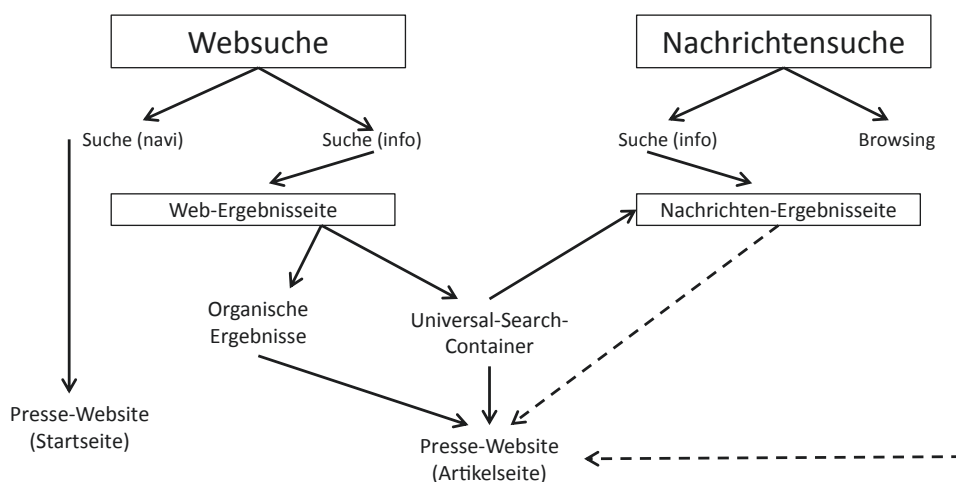 Websuche
Nachrichtensuche
Suche (navi)
Suche (info)
Suche (info)
Browsing
Web-Ergebnisseite
Nachrichten-Ergebnisseite
Organische
Ergebnisse
Universal-Search-
Container
Presse-Website
(Startseite)
Presse-Website
(Artikelseite)